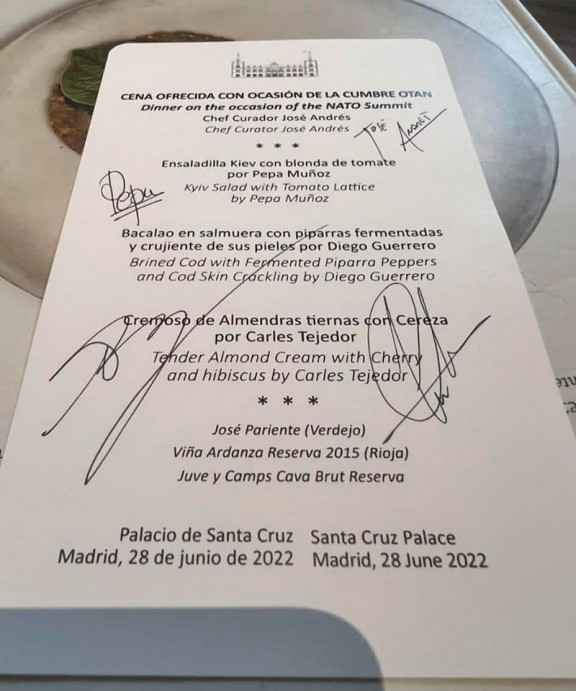 CENA OFRECIDA CON OCASIÓN DE LA CUMBRE OTAN
Dinner on the occasion of the NATO Summit
Chef Curador José Andrés
Chef Curator José Andrés
JOSÉ ANDRÉS
* * *
Ensaladilla Kiev con blonda de tomate
por Pepa Muñoz
Pepa
Kyiv Salad with Tomato Lattice
by Pepa Muñoz
Bacalao en salmuera con piparras fermentadas
y crujiente de sus pieles por Diego Guerrero
Brined Cod with Fermented Piparra Peppers
and Cod Skin Crackling by Diego Guerrero
Cremoso de Almendras tiernas con Cereza
por Carles Tejedor
Tender Almond Cream with Cherry
and hibiscus by Carles Tejedor
* * *
José Pariente (Verdejo)
Viña Ardanza Reserva 2015 (Rioja)
Juve y Camps Cava Brut Reserva
Palacio de Santa Cruz Santa Cruz Palace
Madrid, 28 de junio de 2022 Madrid, 28 June 2022